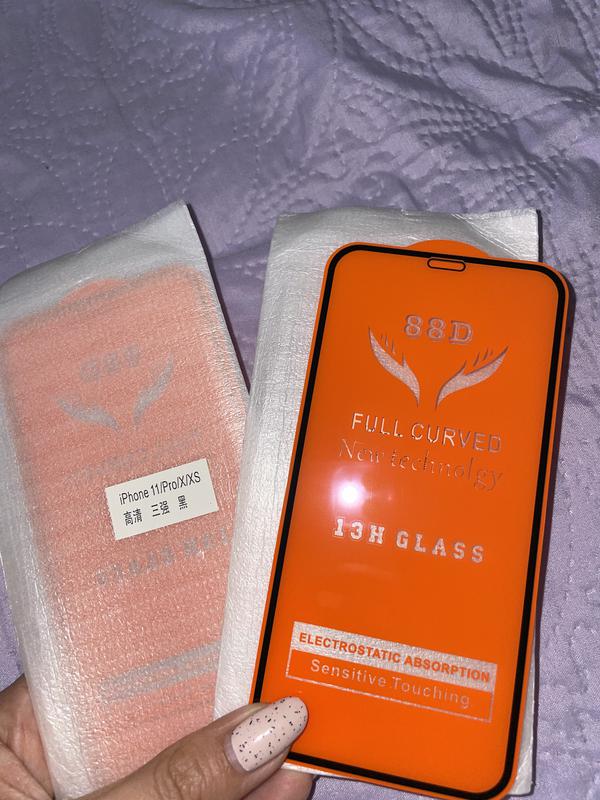 iPhone 11/Pro/X/XS
高清 三强 黑
88D
FULL CURVED
New technolgy
13H GLASS
ELECTROSTATIC ABSORPTION
Sensitive Touching